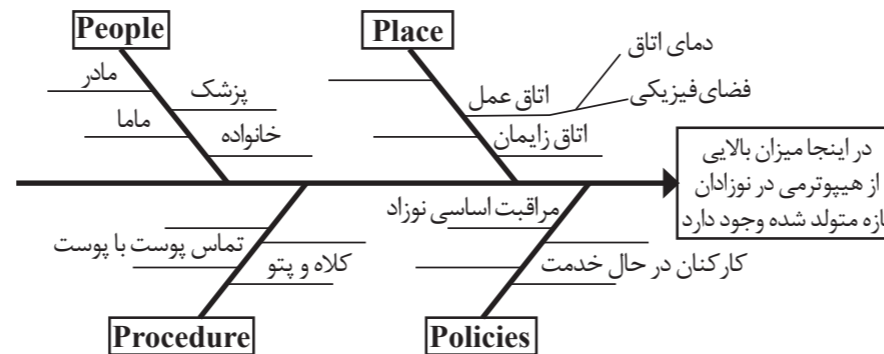 People
Place
دمای اتاق
مادر
پزشک
اتاق عمل
فضای فیزیکی
ماما
خانواده
اتاق زایمان
در اینجا میزان بالایی
از هیپوترمی در نوزادان
ازه متولد شده وجود دارد
مراقبت اساسی نوزاد
تماس پوست با پوست
کلاه و پتو
کارکنان در حال خدمت
Procedure
Policies